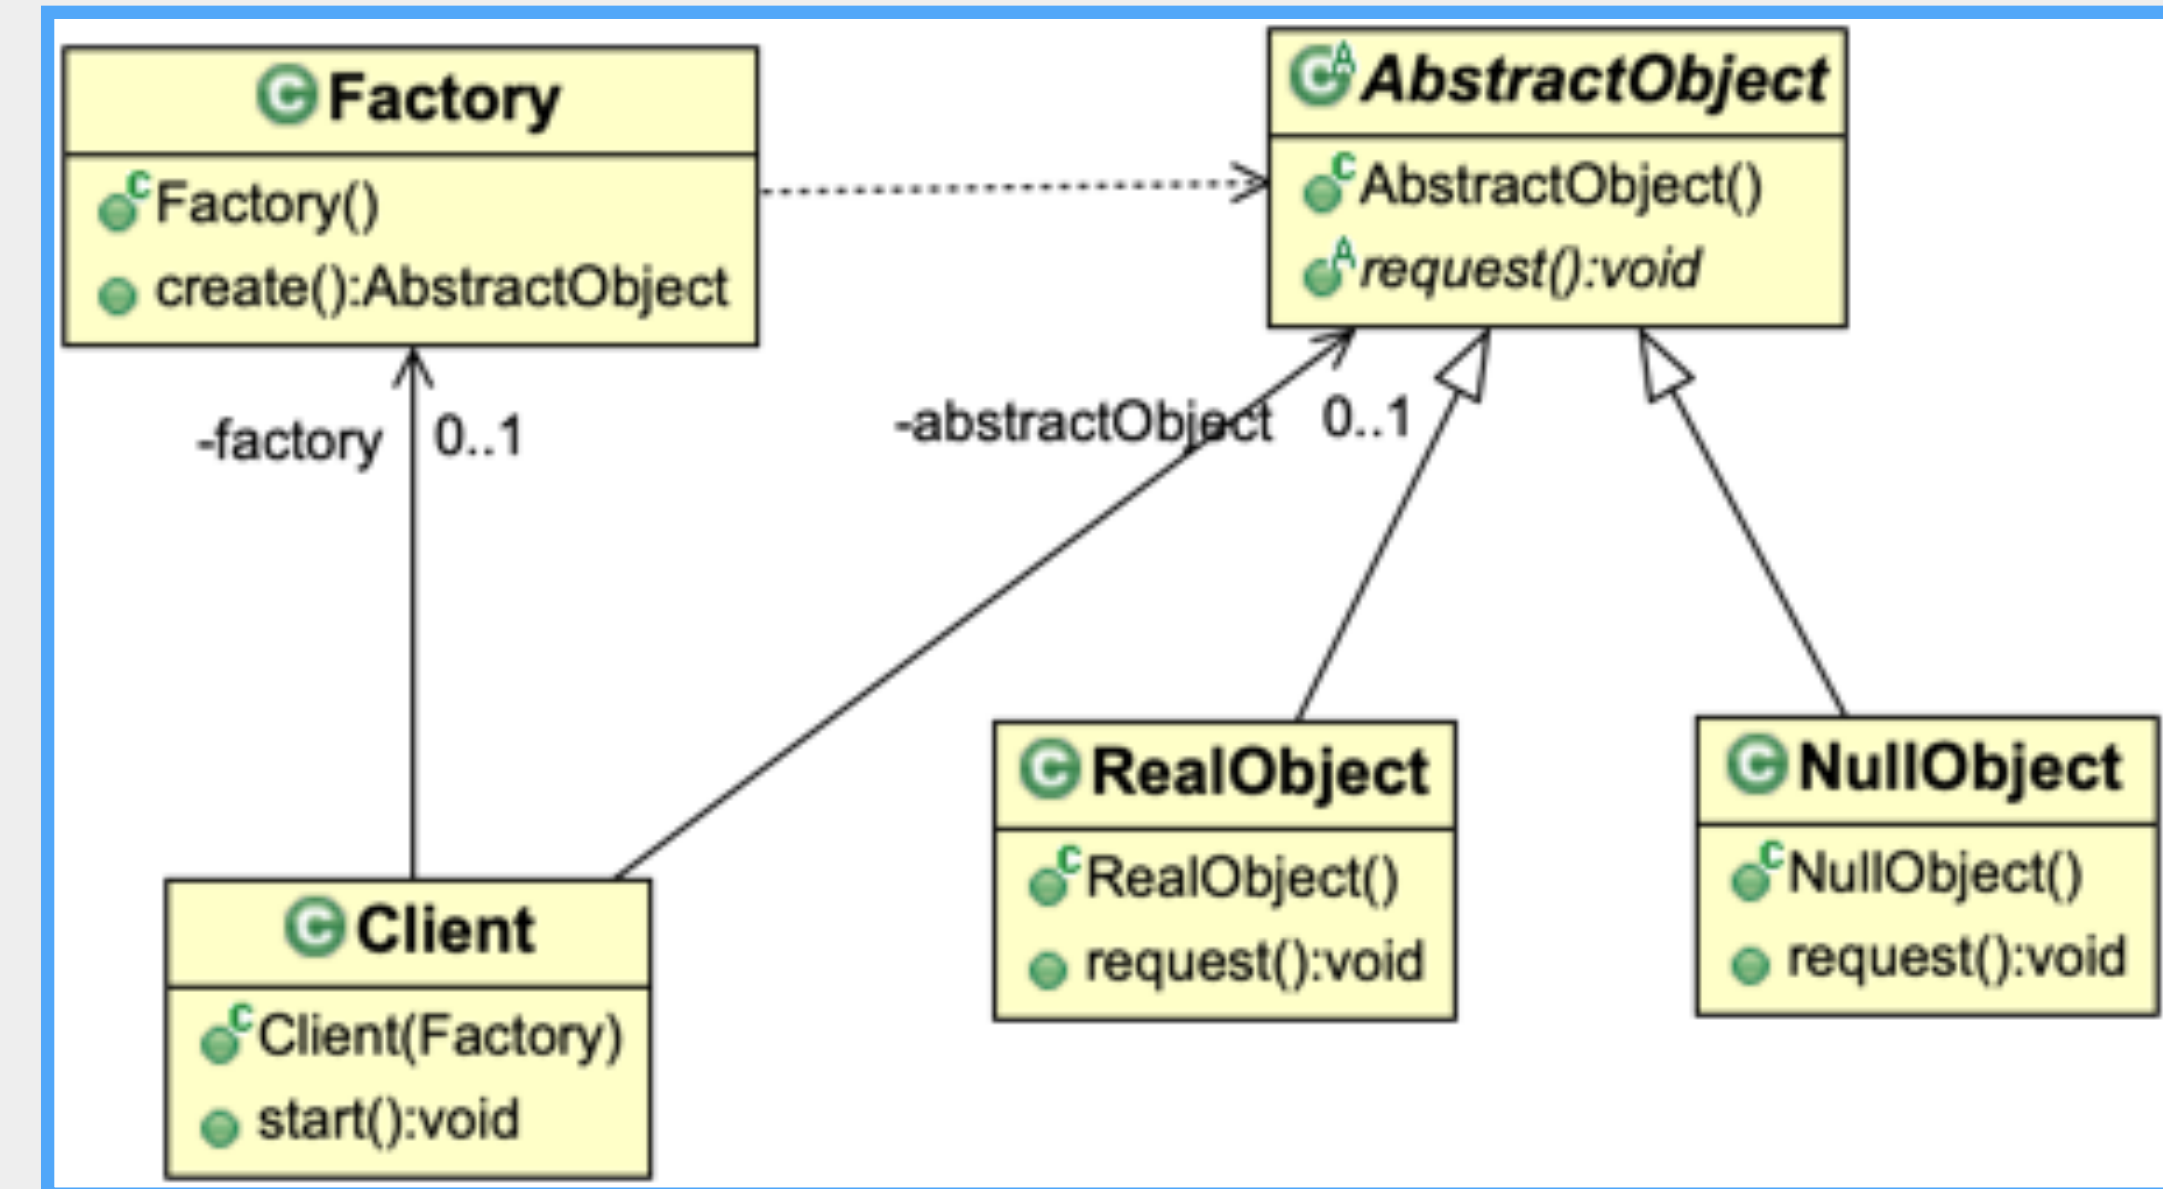 Factory
Factory()
create():AbstractObject
AbstractObject
AbstractObject()
request():void
-factory 0..1
-abstractObject 0..1
Client
Client(Factory)
start():void
RealObject
RealObject()
request():void
NullObject
NullObject()
request():void